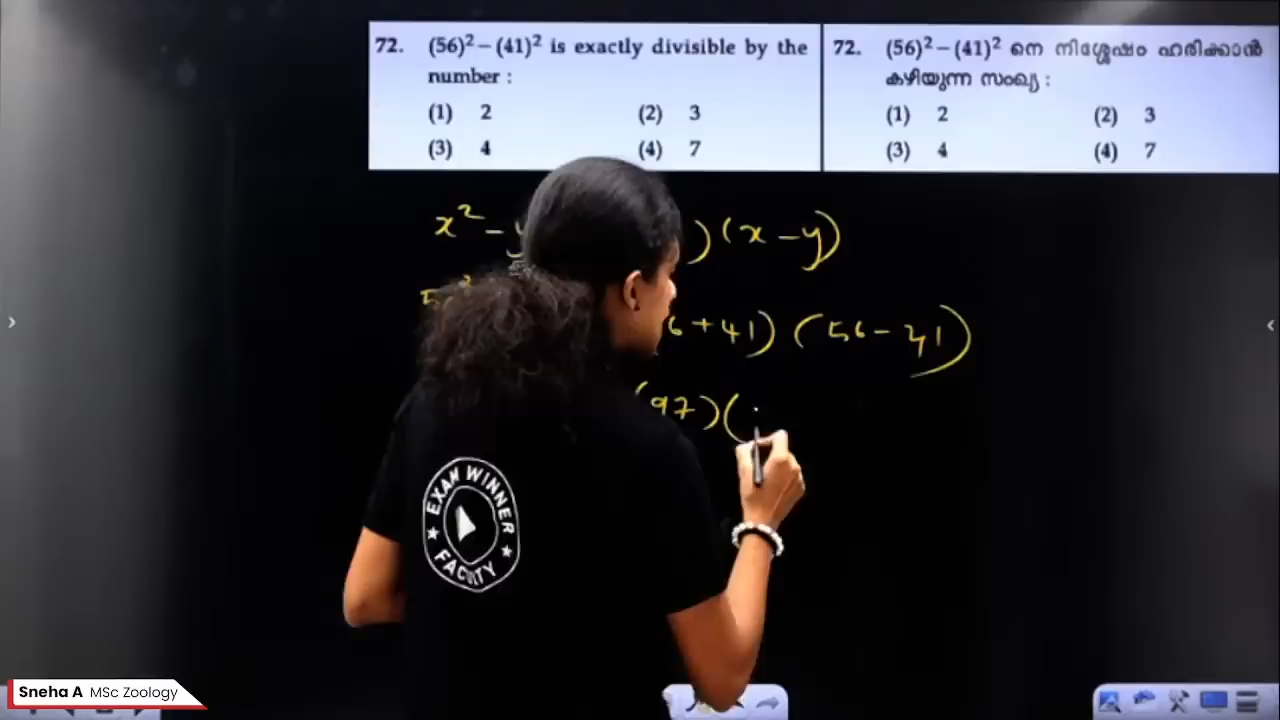 72. (56)² – (41)² is exactly divisible by the
number :
(1) 2 (2) 3
(3) 4 (4) 7
72. (56)² – (41)² നെ നിശ്ശേഷം ഹരിക്കാൻ
കഴിയുന്ന സംഖ്യ :
(1) 2 (2) 3
(3) 4 (4) 7
x² – y ) (x – y)
6 + 41) (56 – 41)
(97) (
EXAM WINNER
FACULTY
Sneha A MSc Zoology